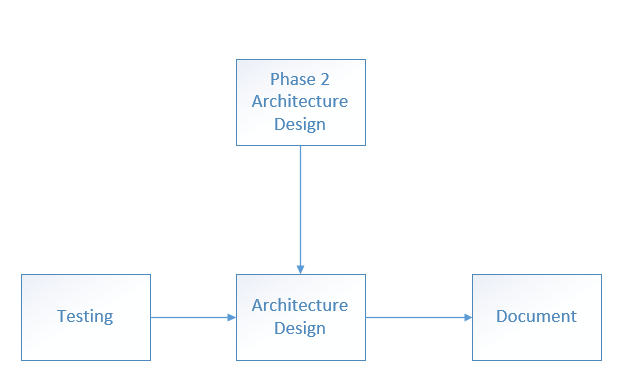 Phase 2
Architecture
Design
Testing
Architecture
Design
Document